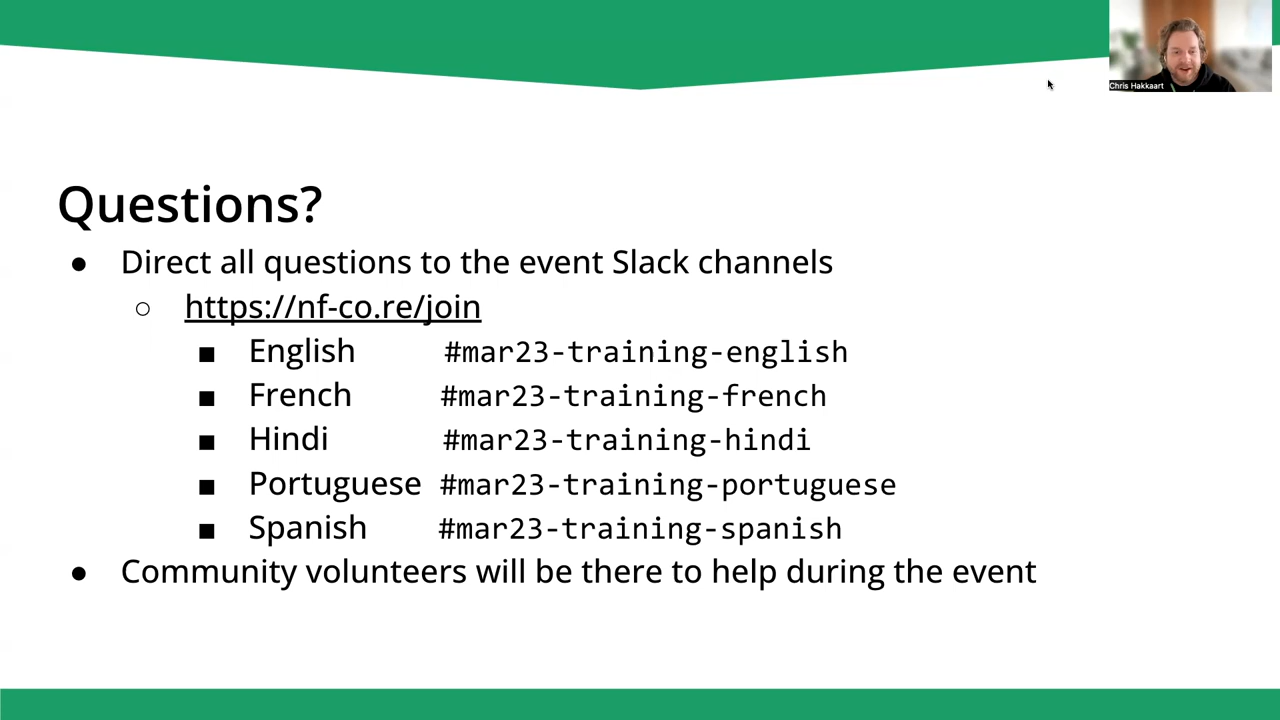 Chris Hakkaart
Questions?
● Direct all questions to the event Slack channels
○ https://nf-co.re/join
■ English #mar23-training-english
■ French #mar23-training-french
■ Hindi #mar23-training-hindi
■ Portuguese #mar23-training-portuguese
■ Spanish #mar23-training-spanish
● Community volunteers will be there to help during the event